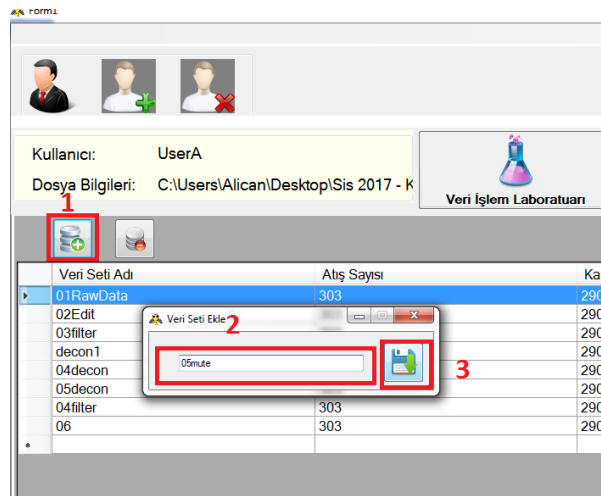 Form1
Kullanıcı: UserA
Dosya Bilgileri: C:\Users\Alican\Desktop\Sis 2017 - K
Veri İşlem Laboratuarı
1
Veri Seti Adı Atış Sayısı Ka
01RawData 303 290
02Edit 290
Veri Seti Ekle 2
03filter 290
decon1 290
05mute 3
04decon 290
05decon 290
04filter 303 290
06 303 290